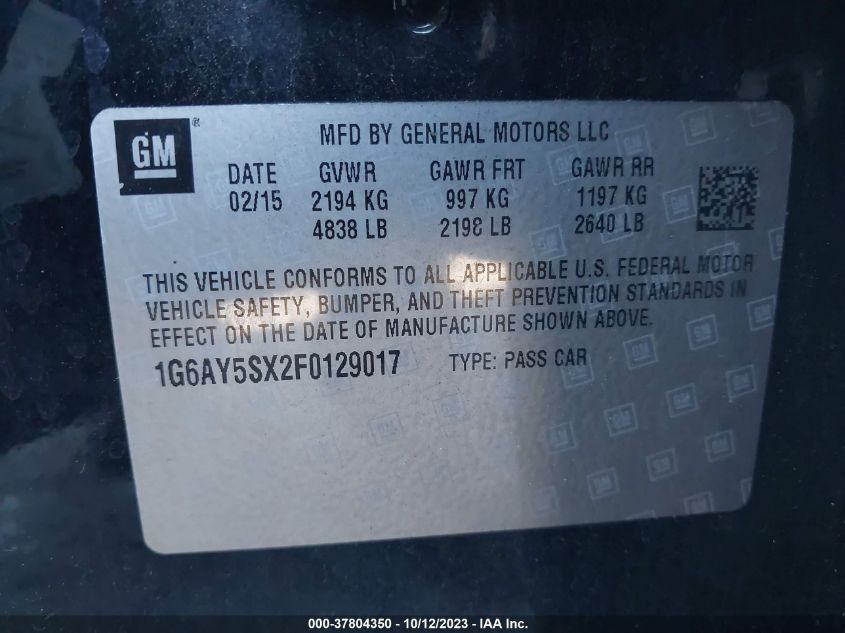 GM ® MFD BY GENERAL MOTORS LLC
DATE GVWR GAWR FRT GAWR RR
02/15 2194 KG 997 KG 1197 KG
4838 LB 2198 LB 2640 LB
THIS VEHICLE CONFORMS TO ALL APPLICABLE U.S. FEDERAL MOTOR
VEHICLE SAFETY, BUMPER, AND THEFT PREVENTION STANDARDS IN
EFFECT ON THE DATE OF MANUFACTURE SHOWN ABOVE.
1G6AY5SX2F0129017 TYPE: PASS CAR
000-37804350 - 10/12/2023 - IAA Inc.